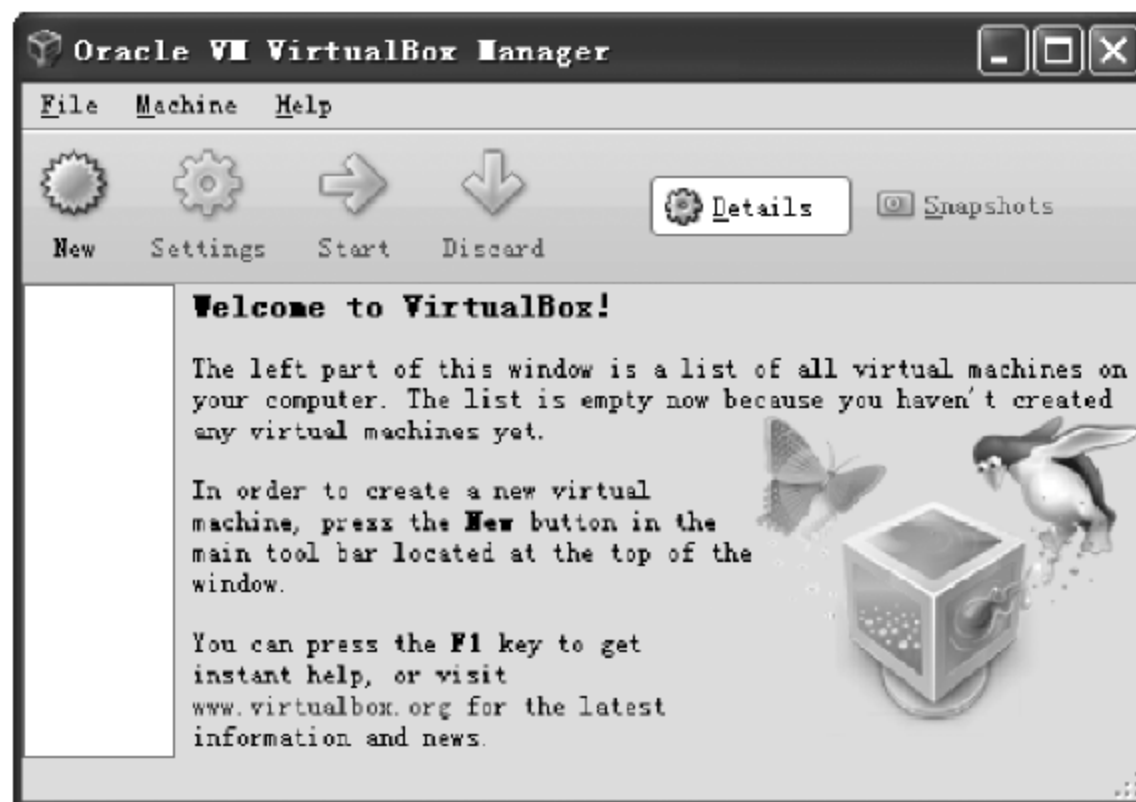 Oracle VM VirtualBox Manager
File Machine Help
New Settings Start Discard Details Snapshots
Welcome to VirtualBox!
The left part of this window is a list of all virtual machines on
your computer. The list is empty now because you haven't created
any virtual machines yet.
In order to create a new virtual
machine, press the New button in the
main tool bar located at the top of the
window.
You can press the F1 key to get
instant help, or visit
www.virtualbox.org for the latest
information and news.